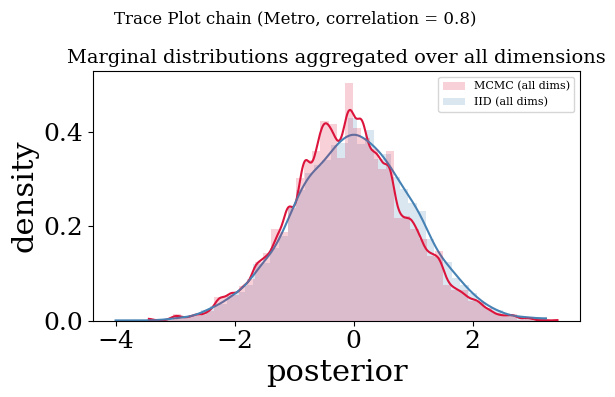 Trace Plot chain (Metro, correlation = 0.8)
Marginal distributions aggregated over all dimensions
MCMC (all dims)
IID (all dims)
density
0.4
0.2
0.0
−4
−2
0
2
posterior